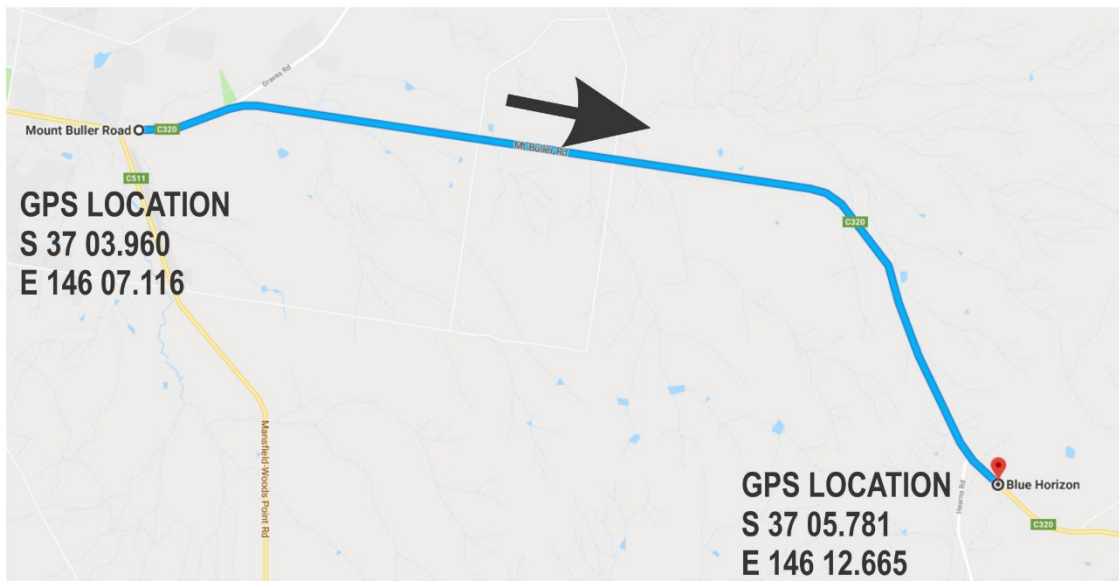 Graves Rd
Mount Buller Road
C320
Mt Buller Rd
C511
GPS LOCATION
S 37 03.960
E 146 07.116
C320
Mansfield-Woods Point Rd
GPS LOCATION
S 37 05.781
E 146 12.665
Hearns Rd
Blue Horizon
C320